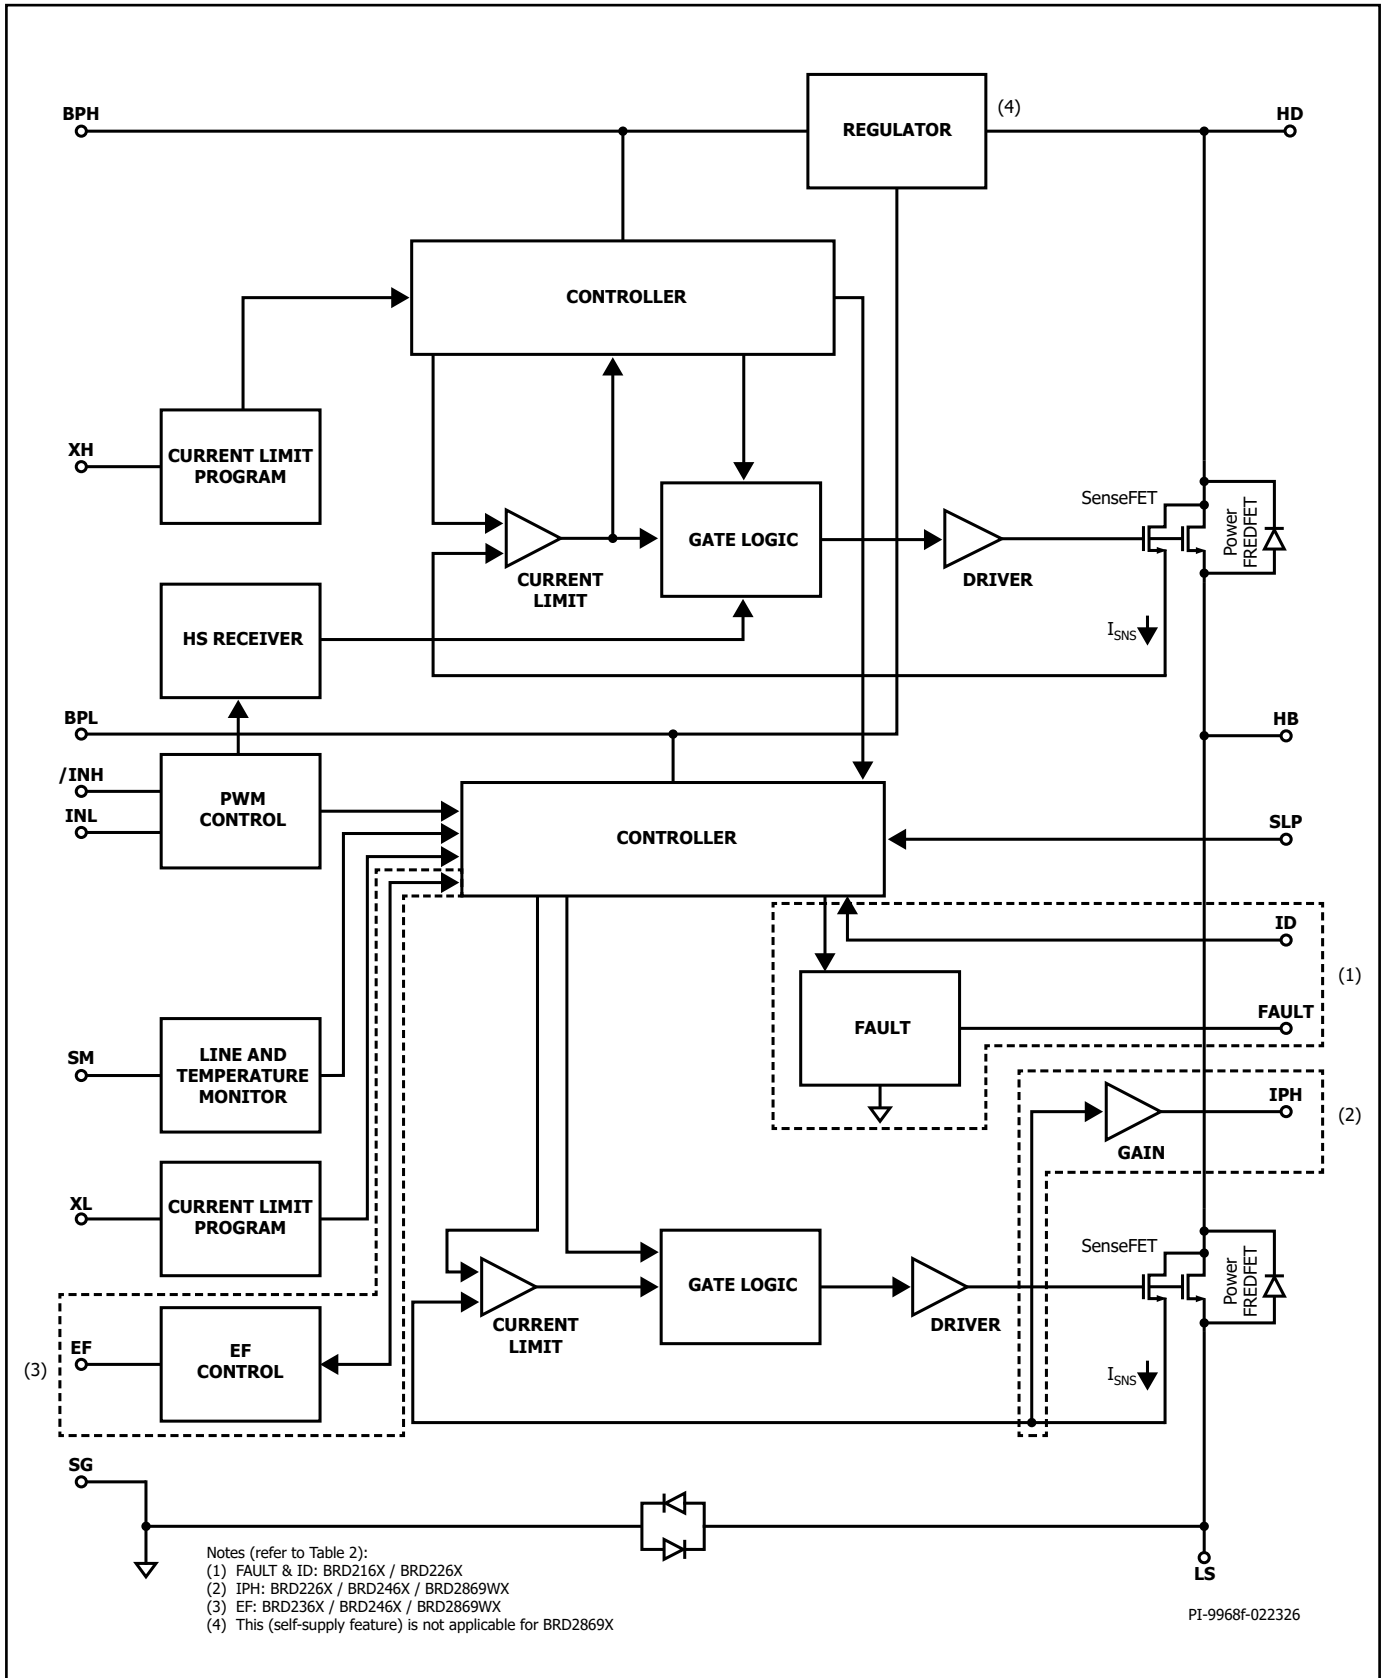 BPH
REGULATOR
(4)
HD
CONTROLLER
XH
CURRENT LIMIT
PROGRAM
SenseFET
Power
FREDFET
GATE LOGIC
CURRENT
LIMIT
DRIVER
HS RECEIVER
ISNS
BPL
HB
/INH
INL
PWM
CONTROL
CONTROLLER
SLP
ID
(1)
FAULT
FAULT
SM
LINE AND
TEMPERATURE
MONITOR
IPH
(2)
GAIN
XL
CURRENT LIMIT
PROGRAM
SenseFET
Power
FREDFET
GATE LOGIC
CURRENT
LIMIT
DRIVER
(3)
EF
EF
CONTROL
ISNS
SG
LS
Notes (refer to Table 2):
(1) FAULT & ID: BRD216X / BRD226X
(2) IPH: BRD226X / BRD246X / BRD2869WX
(3) EF: BRD236X / BRD246X / BRD2869WX
(4) This (self-supply feature) is not applicable for BRD2869X
PI-9968f-022326